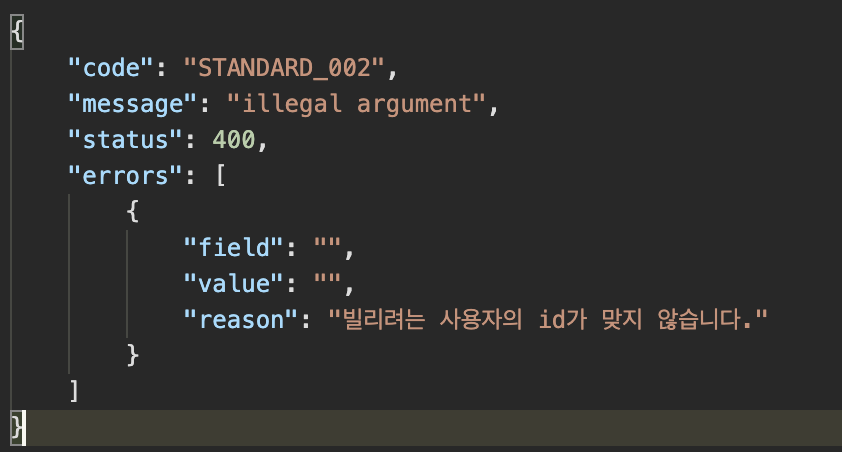 {
"code": "STANDARD_002",
"message": "illegal argument",
"status": 400,
"errors": [
{
"field": "",
"value": "",
"reason": "빌리려는 사용자의 id가 맞지 않습니다."
}
]
}